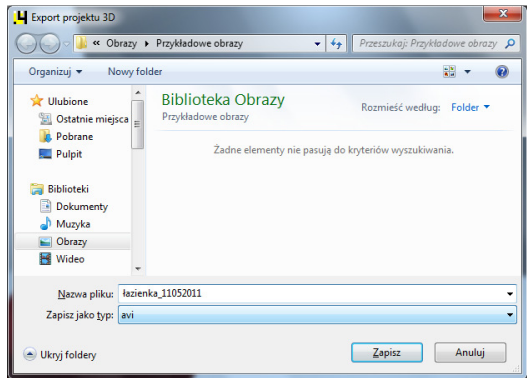 Export projektu 3D
« Obrazy Przykładowe obrazy
Przeszukaj: Przykładowe obrazy
Organizuj New folder
Ulubione
Ostatnie miejsca
Pobrane
Pulpit
Biblioteki
Dokumenty
Muzyka
Obrazy
Wideo
Biblioteka Obrazy
Przykładowe obrazy
Rozmieść według: Folder
Żadne elementy nie pasują do kryteriów wyszukiwania.
Nazwa pliku: łazienka_11052011
Zapisz jako typ: avi
Ukryj foldery
Zapisz
Anuluj